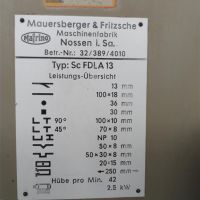 Mauersberger & Fritzsche
Mafrino
Maschinenfabrik
Nossen i. Sa.
Betr.-Nr.: 32/389/4010
Typ: Sc FDLA 13
Leistungs-Übersicht
13 mm
100×18 mm
36 mm
30 mm
90° 100×10 mm
45° 70×8 mm
NP 10
50×8 mm
50×30×8 mm
20×15 mm
←250→ mm
Hübe pro Min. 42
2.5 kW